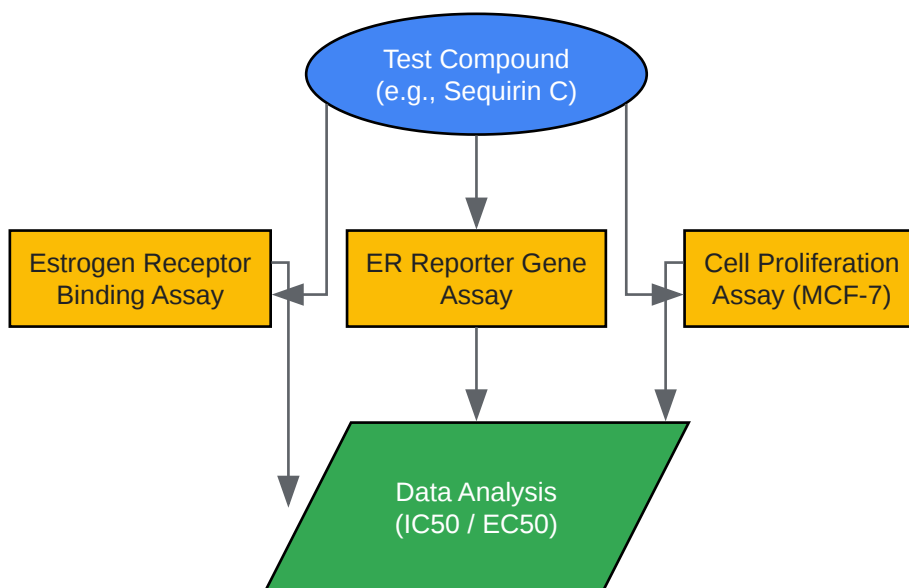 Test Compound
(e.g., Sequirin C)
Estrogen Receptor
Binding Assay
ER Reporter Gene
Assay
Cell Proliferation
Assay (MCF-7)
Data Analysis
(IC50 / EC50)